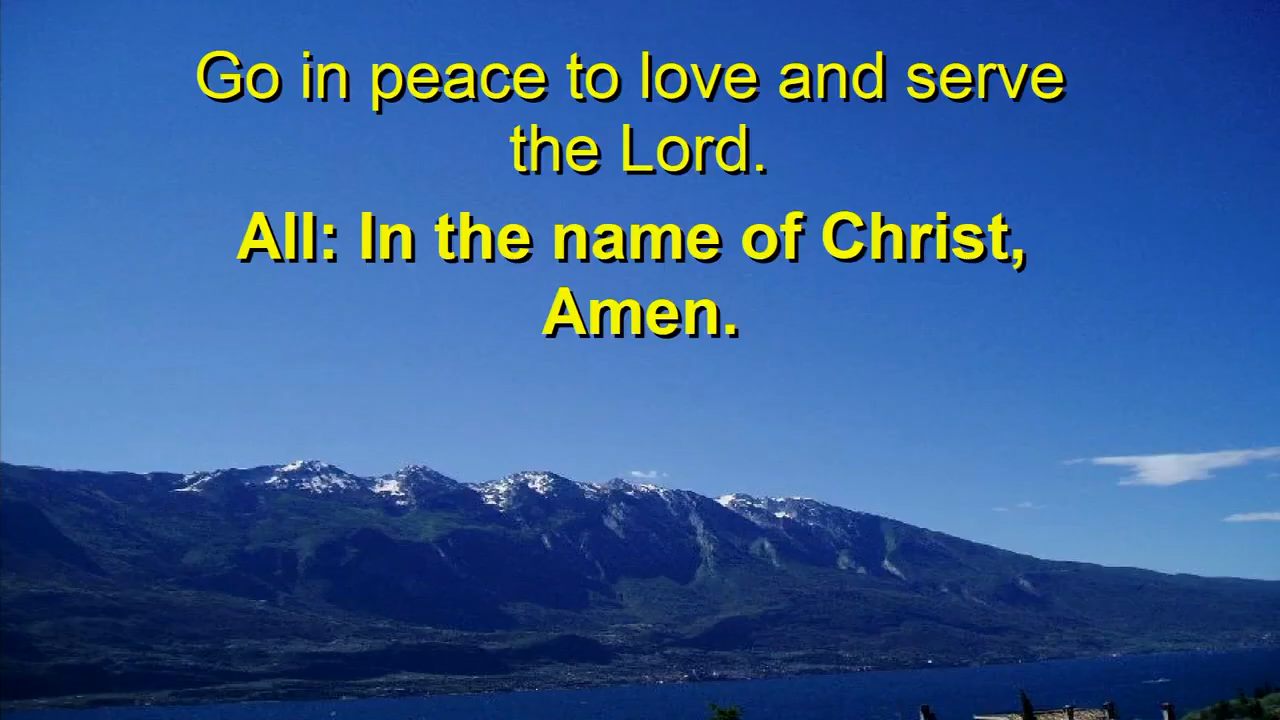 Go in peace to love and serve
the Lord.
All: In the name of Christ,
Amen.